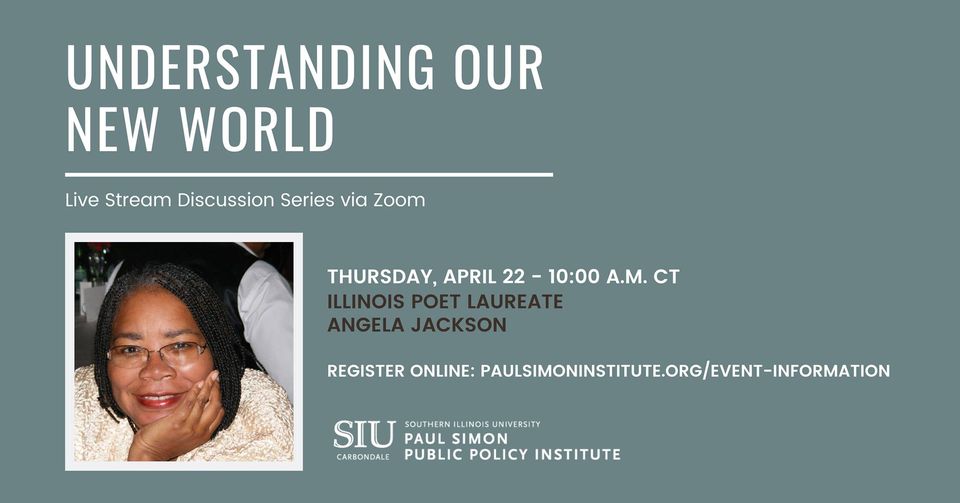 UNDERSTANDING OUR
NEW WORLD
Live Stream Discussion Series via Zoom
THURSDAY, APRIL 22 - 10:00 A.M. CT
ILLINOIS POET LAUREATE
ANGELA JACKSON
REGISTER ONLINE: PAULSIMONINSTITUTE.ORG/EVENT-INFORMATION
SIU
CARBONDALE
SOUTHERN ILLINOIS UNIVERSITY
PAUL SIMON
PUBLIC POLICY INSTITUTE